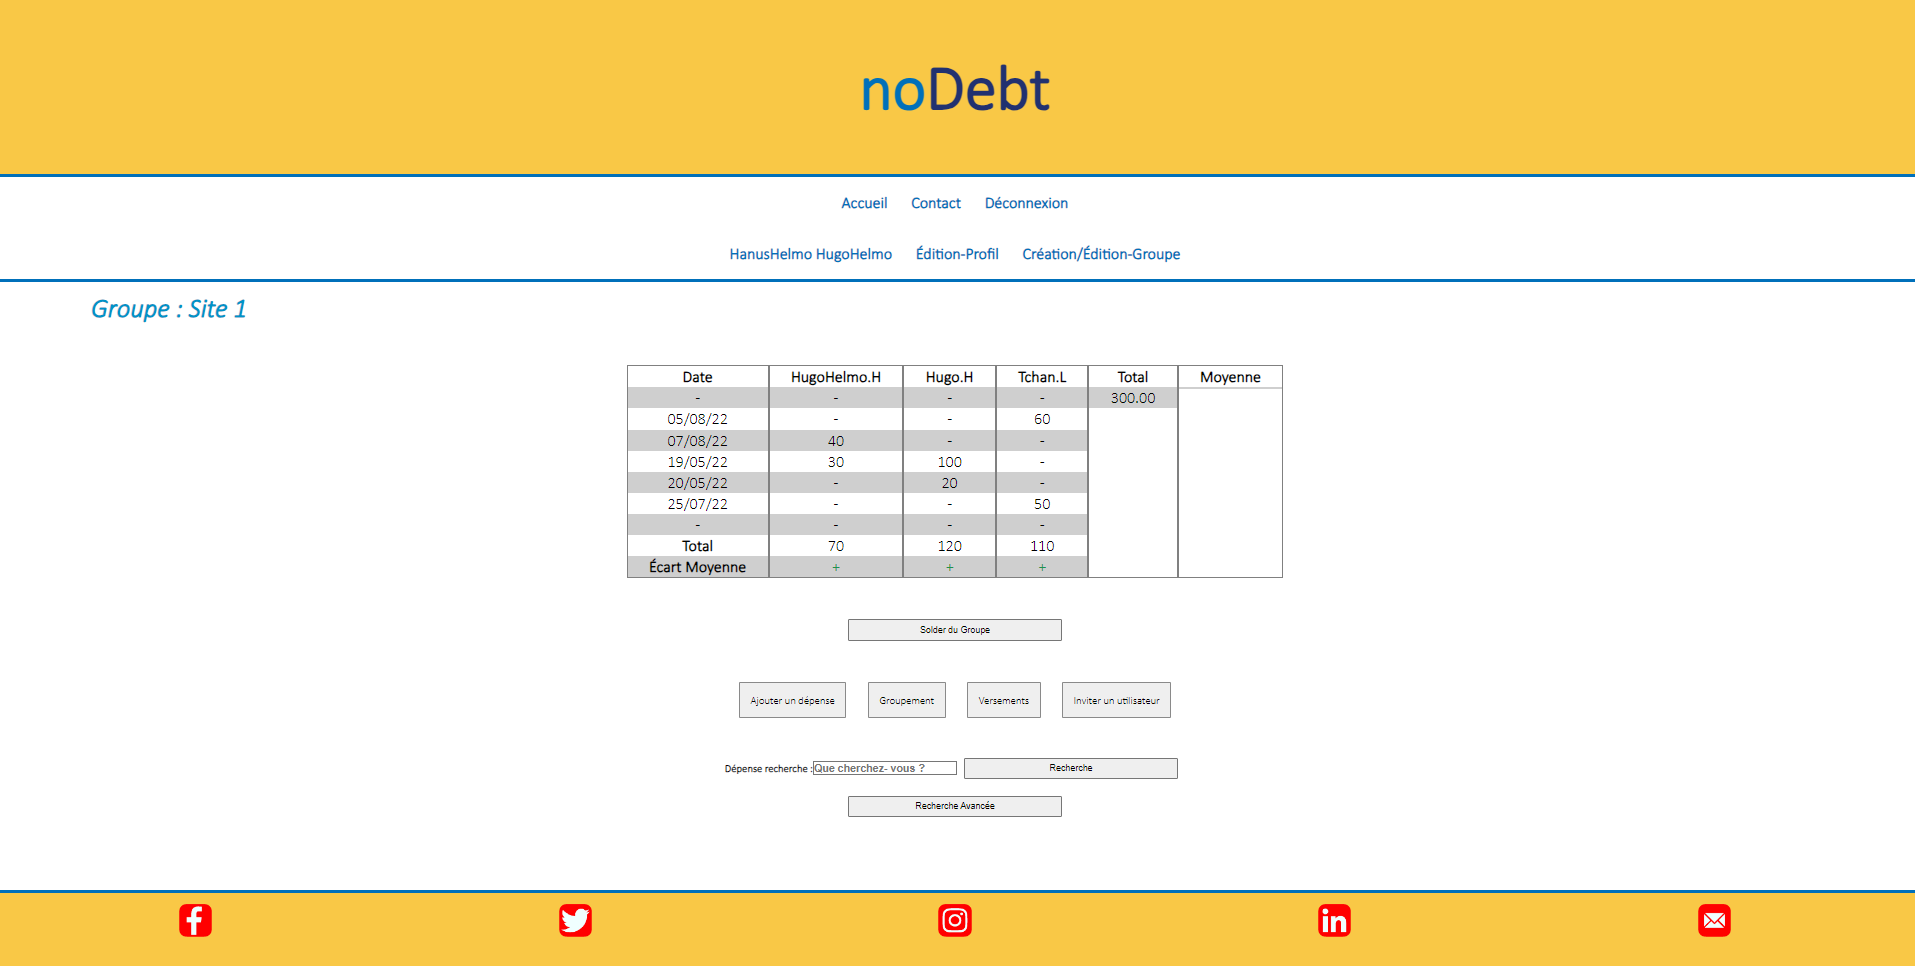 noDebt
Accueil Contact Déconnexion
HanusHelmo HugoHelmo Édition-Profil Création/Édition-Groupe
Groupe : Site 1
Date HugoHelmo.H Hugo.H Tchan.L Total Moyenne
- - - - 300.00
05/08/22 - - 60
07/08/22 40 - -
19/05/22 30 100 -
20/05/22 - 20 -
25/07/22 - - 50
- - - -
Total 70 120 110
Écart Moyenne + + +
Solder du Groupe
Ajouter un dépense Groupement Versements Inviter un utilisateur
Dépense recherche : Que cherchez- vous ? Recherche
Recherche Avancée